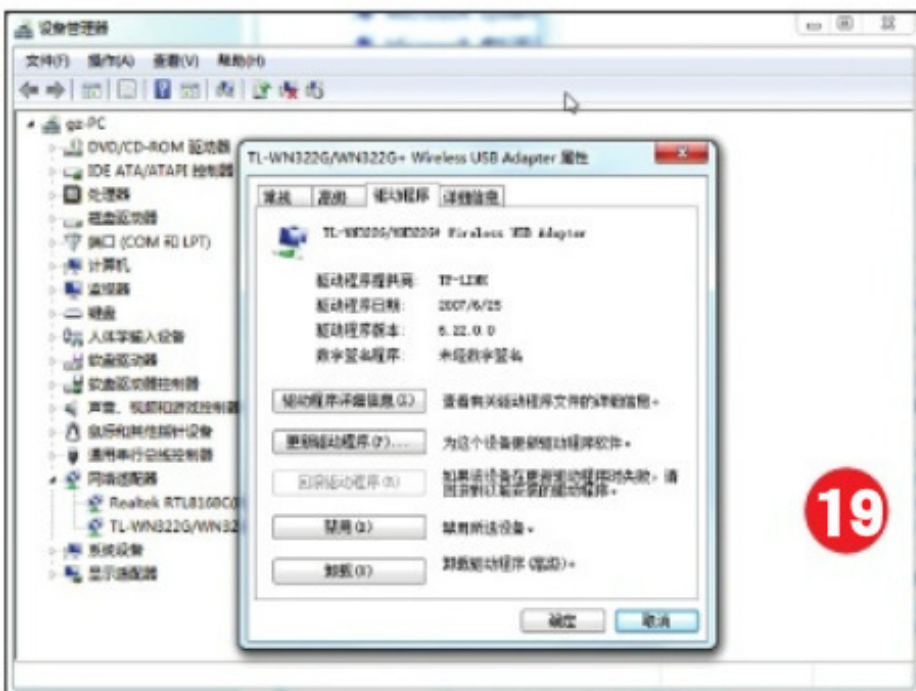 设备管理器
文件(F) 操作(A) 查看(V) 帮助(H)
gz-PC
DVD/CD-ROM 驱动器
IDE ATA/ATAPI 控制器
处理器
磁盘驱动器
端口 (COM 和 LPT)
计算机
监视器
键盘
人体学输入设备
软盘驱动器
软盘驱动器控制器
声音、视频和游戏控制器
鼠标和其他指针设备
通用串行总线控制器
网络适配器
Realtek RTL8168C(
TL-WN322G/WN32
系统设备
显示适配器
TL-WN322G/WN322G+ Wireless USB Adapter 属性
常规 高级 驱动程序 详细信息
TL-WN322G/WN322G+ Wireless USB Adapter
驱动程序提供商: TP-LINK
驱动程序日期: 2007/6/25
驱动程序版本: 6.22.0.0
数字签名程序: 未经数字签名
驱动程序详细信息(I) 查看有关驱动程序文件的详细信息。
更新驱动程序(P)... 为这个设备更新驱动程序软件。
回滚驱动程序(R) 如果该设备在更新驱动程序时失败，请
回滚到以前安装的驱动程序。
禁用(D) 禁用所选设备。
卸载(U) 卸载驱动程序(高级)。
确定 取消
19